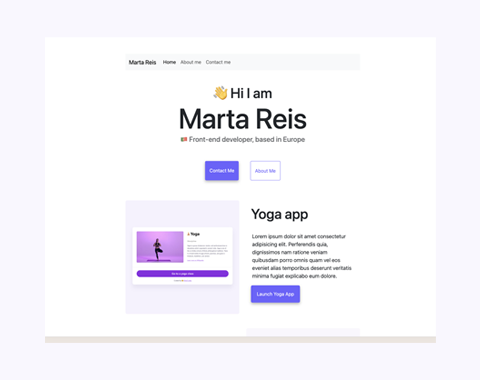 Marta Reis Home About me Contact me
👋 Hi I am
Marta Reis
🇵🇹 Front-end developer, based in Europe
Contact Me About Me
Yoga app
Lorem ipsum dolor sit amet consectetur
adipisicing elit. Perferendis quia,
dignissimos nam ratione veniam
quibusdam porro omnis quam vel eos
eveniet alias temporibus deserunt veritatis
minima fugiat explicabo eum dolore.
Launch Yoga App
Yoga